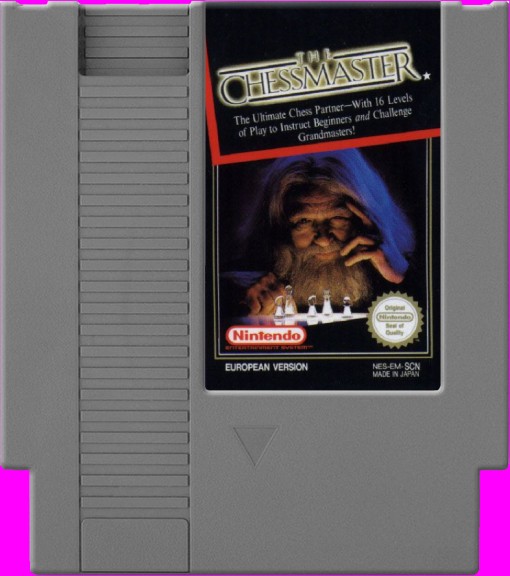 THE
CHESSMASTER
The Ultimate Chess Partner—With 16 Levels
of Play to Instruct Beginners and Challenge
Grandmasters!
Original
Nintendo
Seal of
Quality
Nintendo
ENTERTAINMENT SYSTEM™
EUROPEAN VERSION
NES-EM-SCN
MADE IN JAPAN